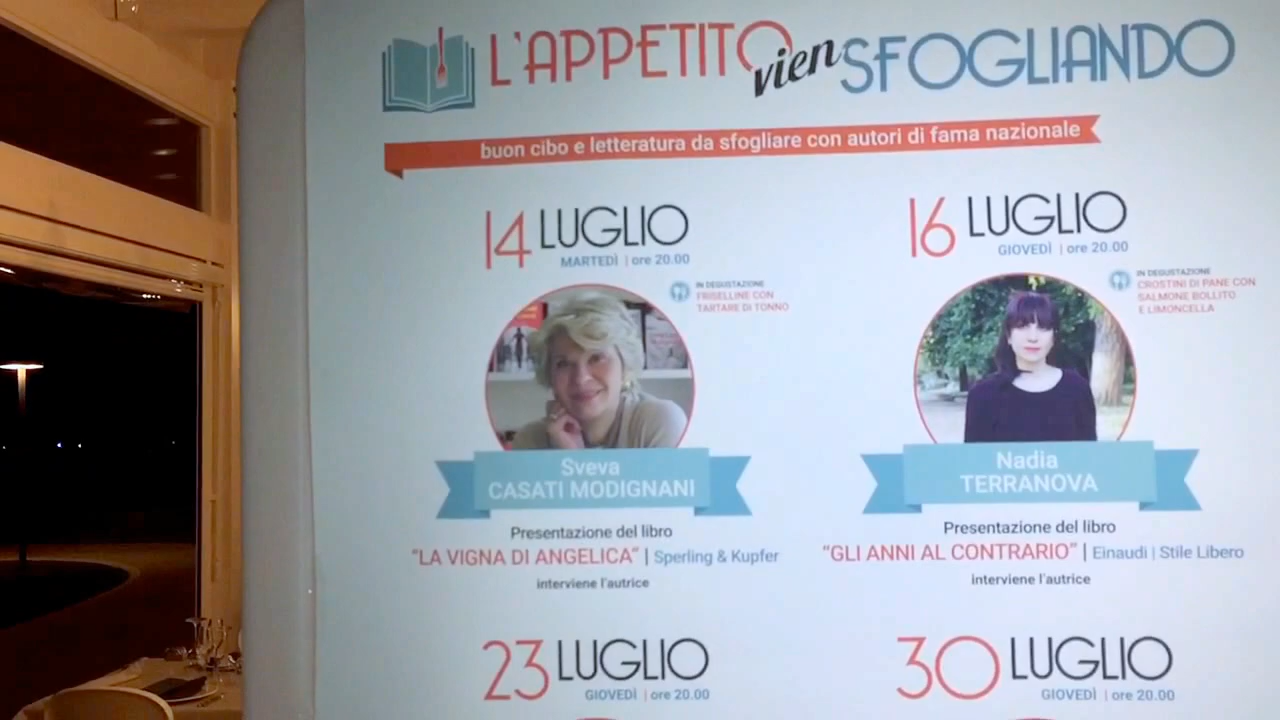 L'APPETITO vien SFOGLIANDO
buon cibo e letteratura da sfogliare con autori di fama nazionale
14 LUGLIO
MARTEDÌ | ore 20.00
IN DEGUSTAZIONE
FRISELLINE CON
TARTARE DI TONNO
Sveva
CASATI MODIGNANI
Presentazione del libro
"LA VIGNA DI ANGELICA" | Sperling & Kupfer
interviene l'autrice
16 LUGLIO
GIOVEDÌ | ore 20.00
IN DEGUSTAZIONE
CROSTINI DI PANE CON
SALMONE BOLLITO
E LIMONCELLA
Nadia
TERRANOVA
Presentazione del libro
"GLI ANNI AL CONTRARIO" | Einaudi | Stile Libero
interviene l'autrice
23 LUGLIO
GIOVEDÌ | ore 20.00
30 LUGLIO
GIOVEDÌ | ore 20.00